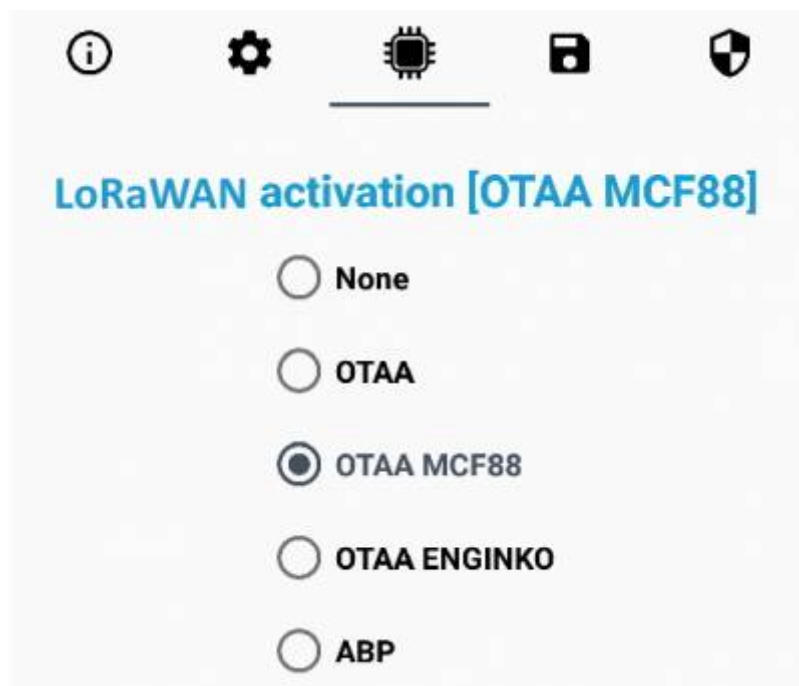 LoRaWAN activation [OTAA MCF88]
None
OTAA
OTAA MCF88
OTAA ENGINKO
ABP